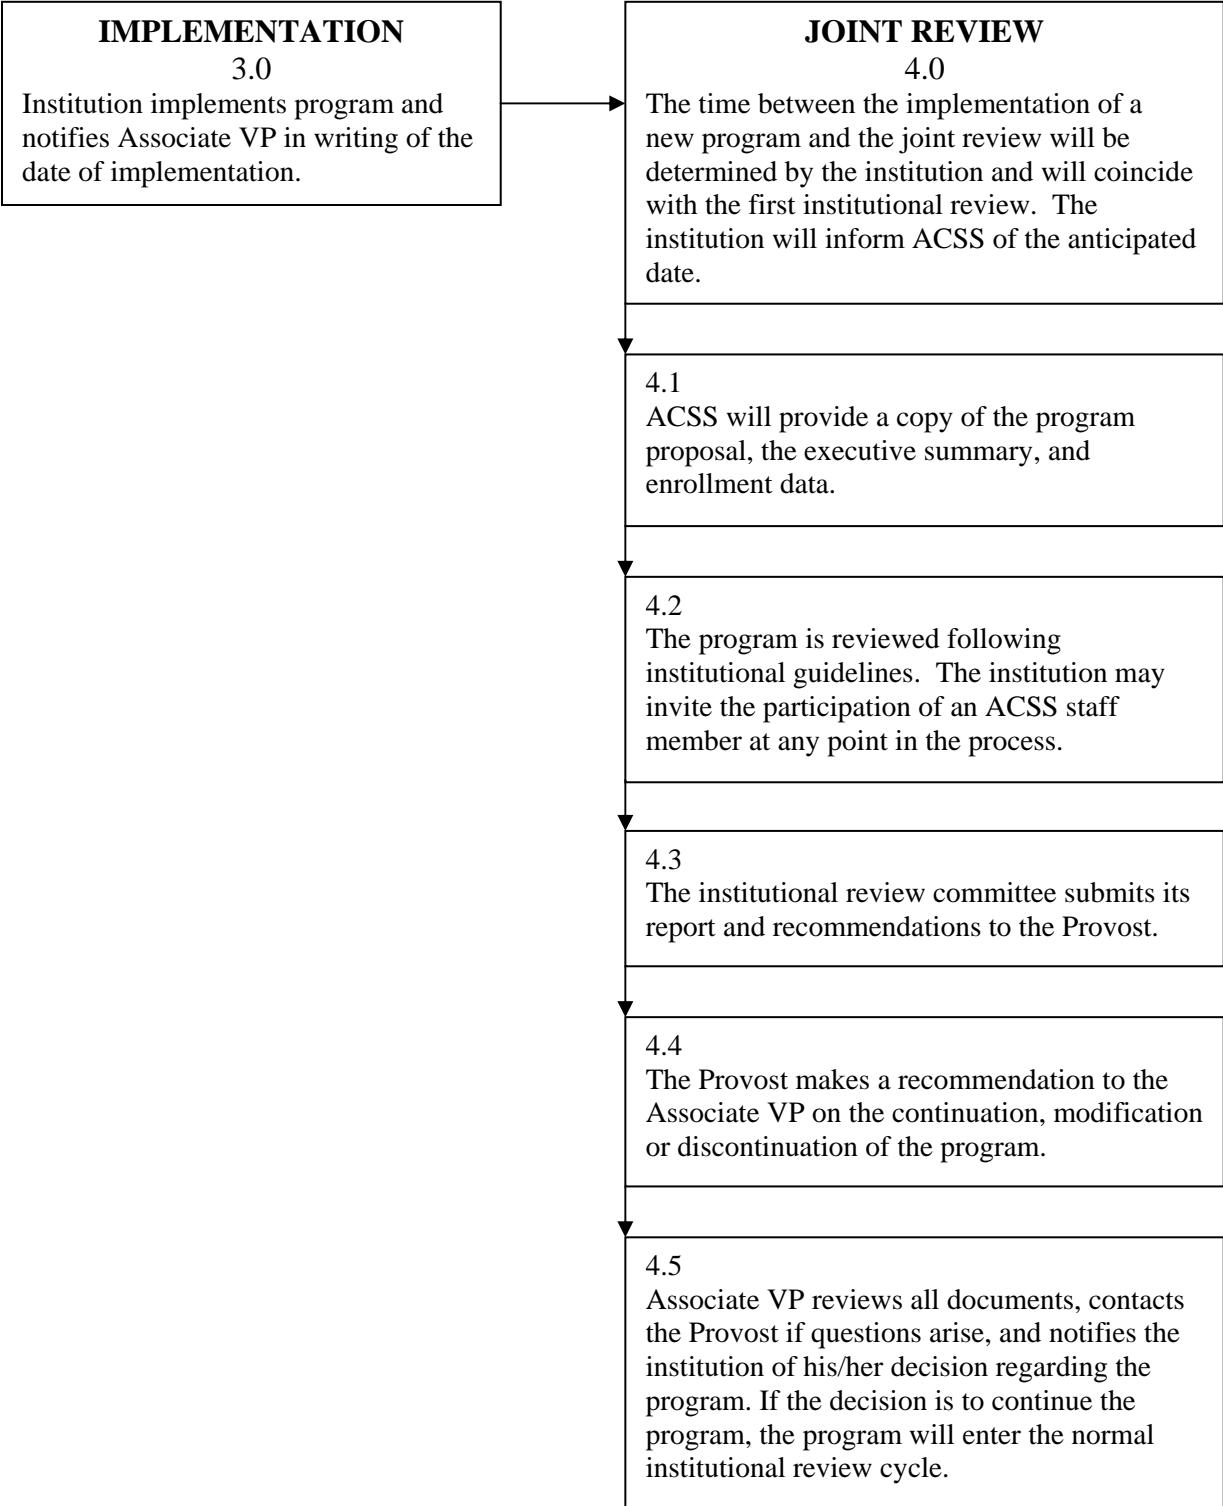 IMPLEMENTATION
3.0
Institution implements program and
notifies Associate VP in writing of the
date of implementation.
JOINT REVIEW
4.0
The time between the implementation of a
new program and the joint review will be
determined by the institution and will coincide
with the first institutional review.  The
institution will inform ACSS of the anticipated
date.
4.1
ACSS will provide a copy of the program
proposal, the executive summary, and
enrollment data.
4.2
The program is reviewed following
institutional guidelines.  The institution may
invite the participation of an ACSS staff
member at any point in the process.
4.3
The institutional review committee submits its
report and recommendations to the Provost.
4.4
The Provost makes a recommendation to the
Associate VP on the continuation, modification
or discontinuation of the program.
4.5
Associate VP reviews all documents, contacts
the Provost if questions arise, and notifies the
institution of his/her decision regarding the
program. If the decision is to continue the
program, the program will enter the normal
institutional review cycle.